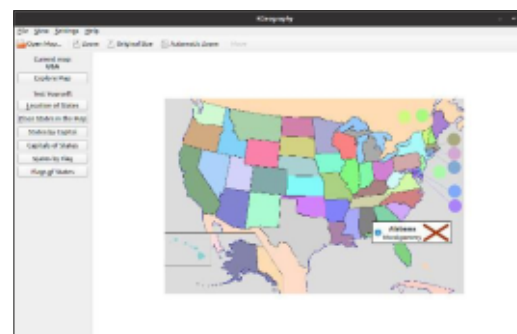 KGeography
File View Settings Help
Open Map... Zoom Original Size Automatic Zoom Move
Current map:
USA
Explore Map
Test Yourself:
Location of States
Place States in the Map
States by Capital
Capitals of States
States by Flag
Flags of States
Alabama
Montgomery